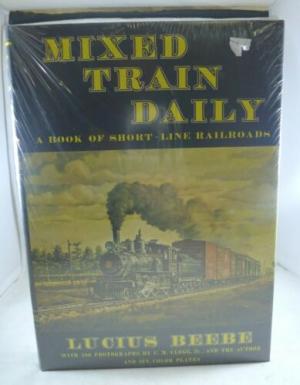 MIXED
TRAIN
DAILY
A BOOK OF SHORT-LINE RAILROADS
LUCIUS BEEBE
WITH 300 PHOTOGRAPHS BY C. M. CLEGG, Jr., AND THE AUTHOR
AND SIX COLOR PLATES